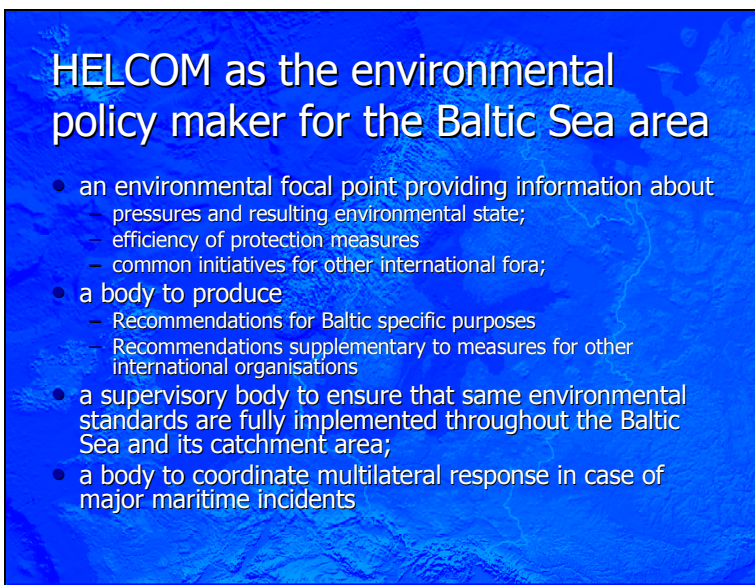 HELCOM as the environmental
policy maker for the Baltic Sea area
• an environmental focal point providing information about
– pressures and resulting environmental state;
– efficiency of protection measures
– common initiatives for other international fora;
• a body to produce
– Recommendations for Baltic specific purposes
– Recommendations supplementary to measures for other
international organisations
• a supervisory body to ensure that same environmental
standards are fully implemented throughout the Baltic
Sea and its catchment area;
• a body to coordinate multilateral response in case of
major maritime incidents